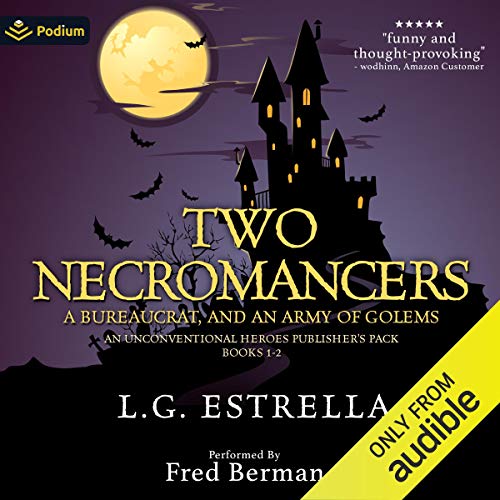 Podium
★★★★★
"funny and
thought-provoking"
- wodhinn, Amazon Customer
TWO
NECROMANCERS
A BUREAUCRAT, AND AN ARMY OF GOLEMS
AN UNCONVENTIONAL HEROES PUBLISHER'S PACK
BOOKS 1-2
L.G. ESTRELLA
Performed By
Fred Berman
ONLY FROM
audible